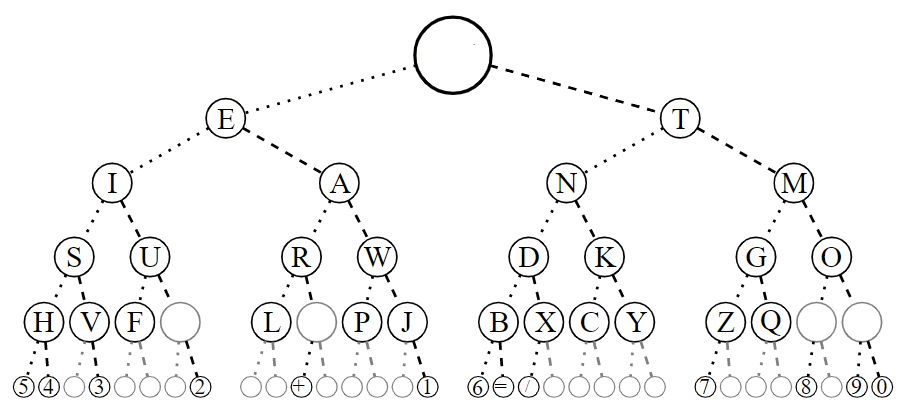 E T
I A N M
S U R W D K G O
H V F L P J B X C Y Z Q
5 4 3 2 + 1 6 = / 7 8 9 0